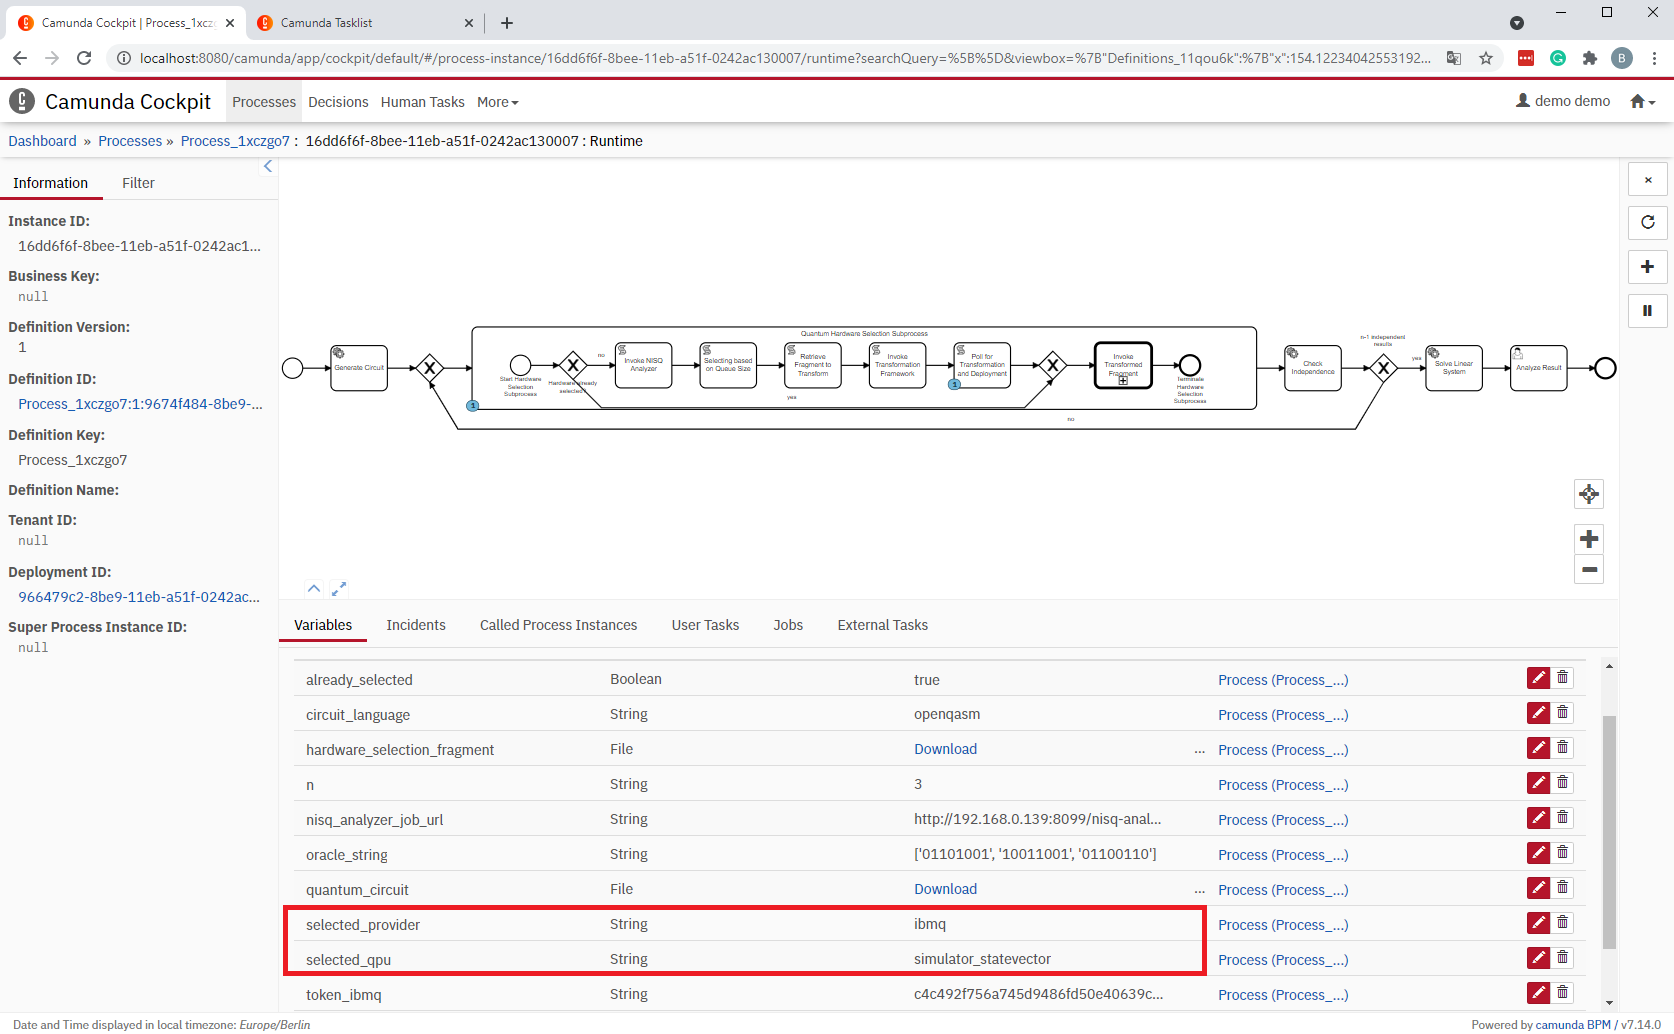 Camunda Cockpit | Process_1xcz
Camunda Tasklist
localhost:8080/camunda/app/cockpit/default/#/process-instance/16dd6f6f-8bee-11eb-a51f-0242ac130007/runtime?searchQuery=%5B%5D&viewbox=%7B"Definitions_11qou6k":%7B"x":154.12234042553192...
B
Camunda Cockpit
Processes
Decisions
Human Tasks
More
demo demo
Dashboard » Processes » Process_1xczgo7 : 16dd6f6f-8bee-11eb-a51f-0242ac130007 : Runtime
Information
Filter
Instance ID:
16dd6f6f-8bee-11eb-a51f-0242ac1...
Business Key:
null
Definition Version:
1
Definition ID:
Process_1xczgo7:1:9674f484-8be9-...
Definition Key:
Process_1xczgo7
Definition Name:
Tenant ID:
null
Deployment ID:
966479c2-8be9-11eb-a51f-0242ac...
Super Process Instance ID:
null
Generate Circuit
Quantum Hardware Selection Subprocess
Start Hardware
Selection
Subprocess
Hardware already
selected?
no
yes
Invoke NISQ
Analyzer
Selecting based
on Queue Size
Retrieve
Fragment to
Transform
Invoke
Transformation
Framework
Poll for
Transformation
and Deployment
1
1
Invoke
Transformed
Fragment
Terminate
Hardware
Selection
Subprocess
no
Check
Independence
n-1 independent
results
yes
Solve Linear
System
Analyze Result
Variables
Incidents
Called Process Instances
User Tasks
Jobs
External Tasks
already_selected Boolean true Process (Process_...)
circuit_language String openqasm Process (Process_...)
hardware_selection_fragment File Download ... Process (Process_...)
n String 3 Process (Process_...)
nisq_analyzer_job_url String http://192.168.0.139:8099/nisq-anal... Process (Process_...)
oracle_string String ['01101001', '10011001', '01100110'] Process (Process_...)
quantum_circuit File Download ... Process (Process_...)
selected_provider String ibmq Process (Process_...)
selected_qpu String simulator_statevector Process (Process_...)
token_ibmq String c4c492f756a745d9486fd50e40639c... Process (Process_...)
Date and Time displayed in local timezone: Europe/Berlin
Powered by camunda BPM / v7.14.0